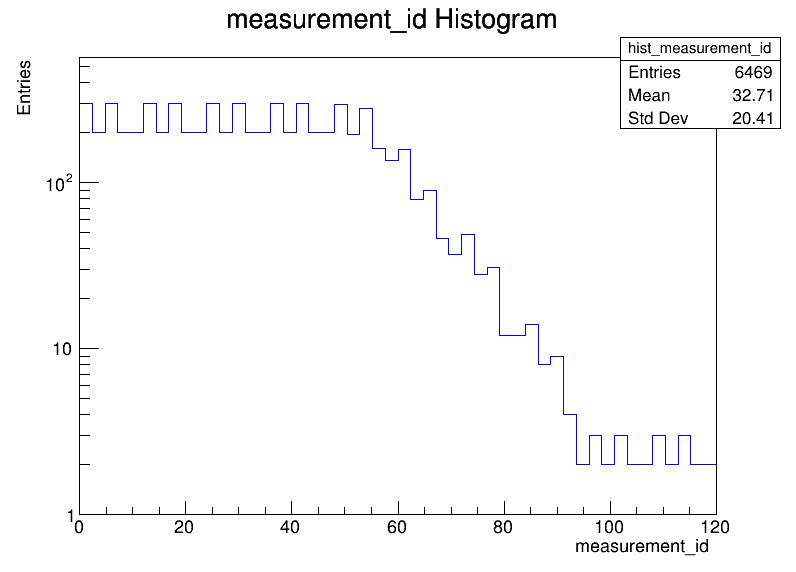 measurement_id Histogram
hist_measurement_id
Entries 6469
Mean 32.71
Std Dev 20.41
Entries
10²
10
1
0 20 40 60 80 100 120
measurement_id